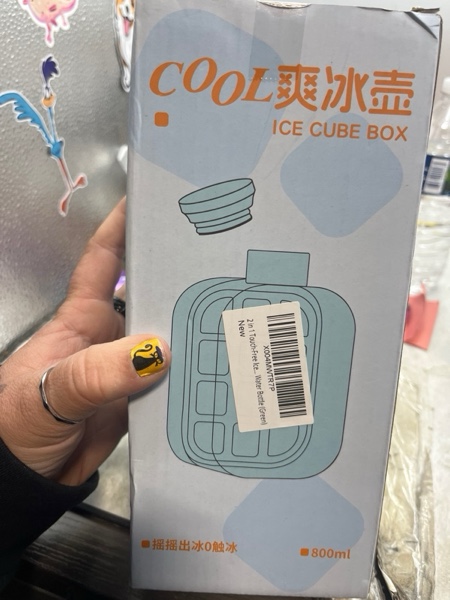 COOL爽冰壶
ICE CUBE BOX
X004MWTR7P
2 in 1 Touch-Free Ice... Water Bottle (Green)
New
■摇摇出冰0触冰
■800ml